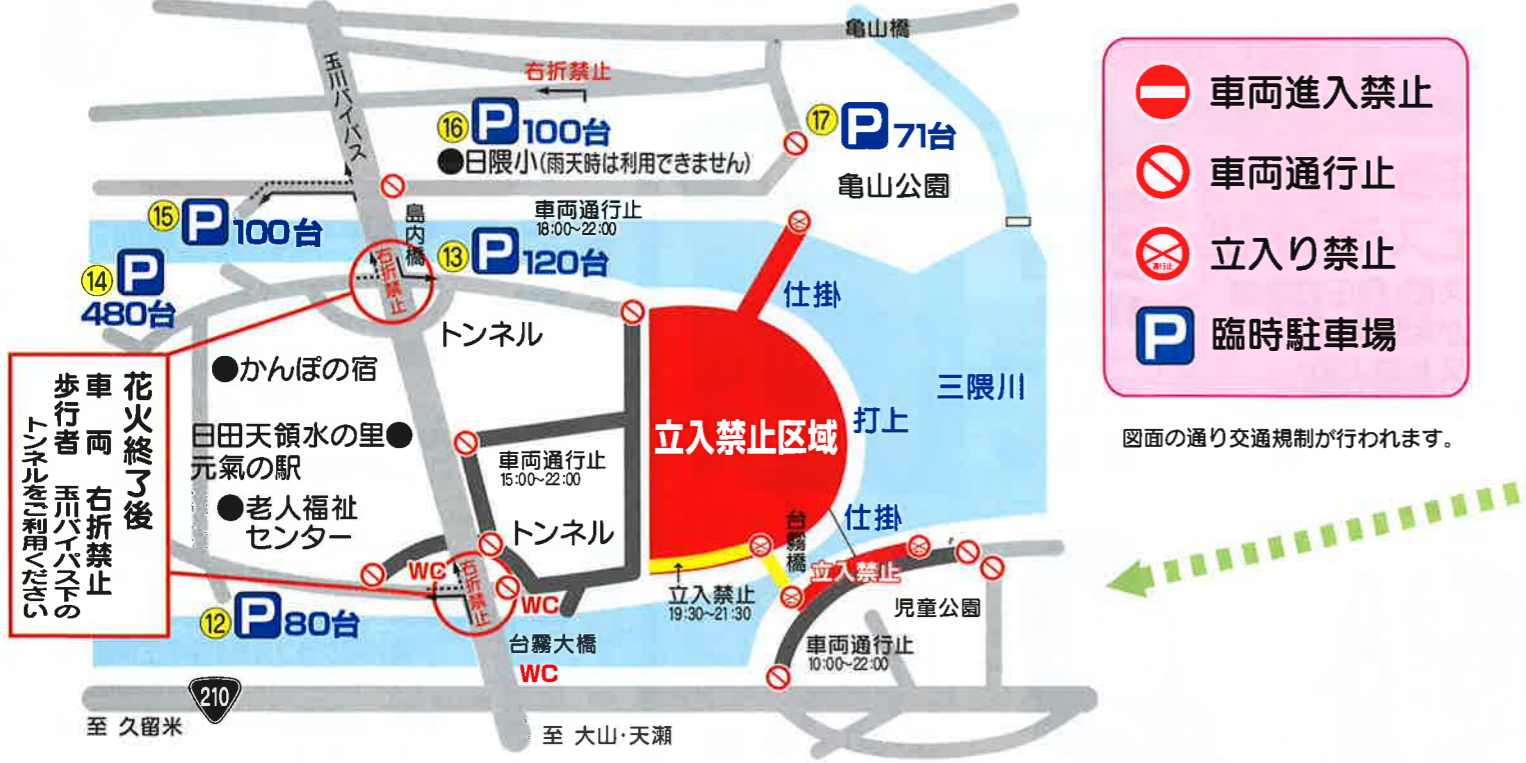 亀山橋
玉川バイパス
右折禁止
⑯ P 100台
●日隈小(雨天時は利用できません)
⑰ P 71台
亀山公園
⑮ P 100台
島内橋
車両通行止
18:00~22:00
⑭ P
480台
右折禁止
⑬ P 120台
仕掛
トンネル
●かんぽの宿
三隈川
打上
立入禁止区域
日田天領水の里●
元氣の駅
車両通行止
15:00~22:00
●老人福祉
センター
トンネル
仕掛
台霧橋
花火終了後
車両 右折禁止
歩行者 玉川バイパス下の
トンネルをご利用ください
WC
右折禁止
WC
立入禁止
立入禁止
19:30~21:30
児童公園
⑫ P 80台
台霧大橋
WC
車両通行止
10:00~22:00
210
至 久留米
至 大山・天瀬
車両進入禁止
車両通行止
通行止
立入り禁止
P 臨時駐車場
図面の通り交通規制が行われます。